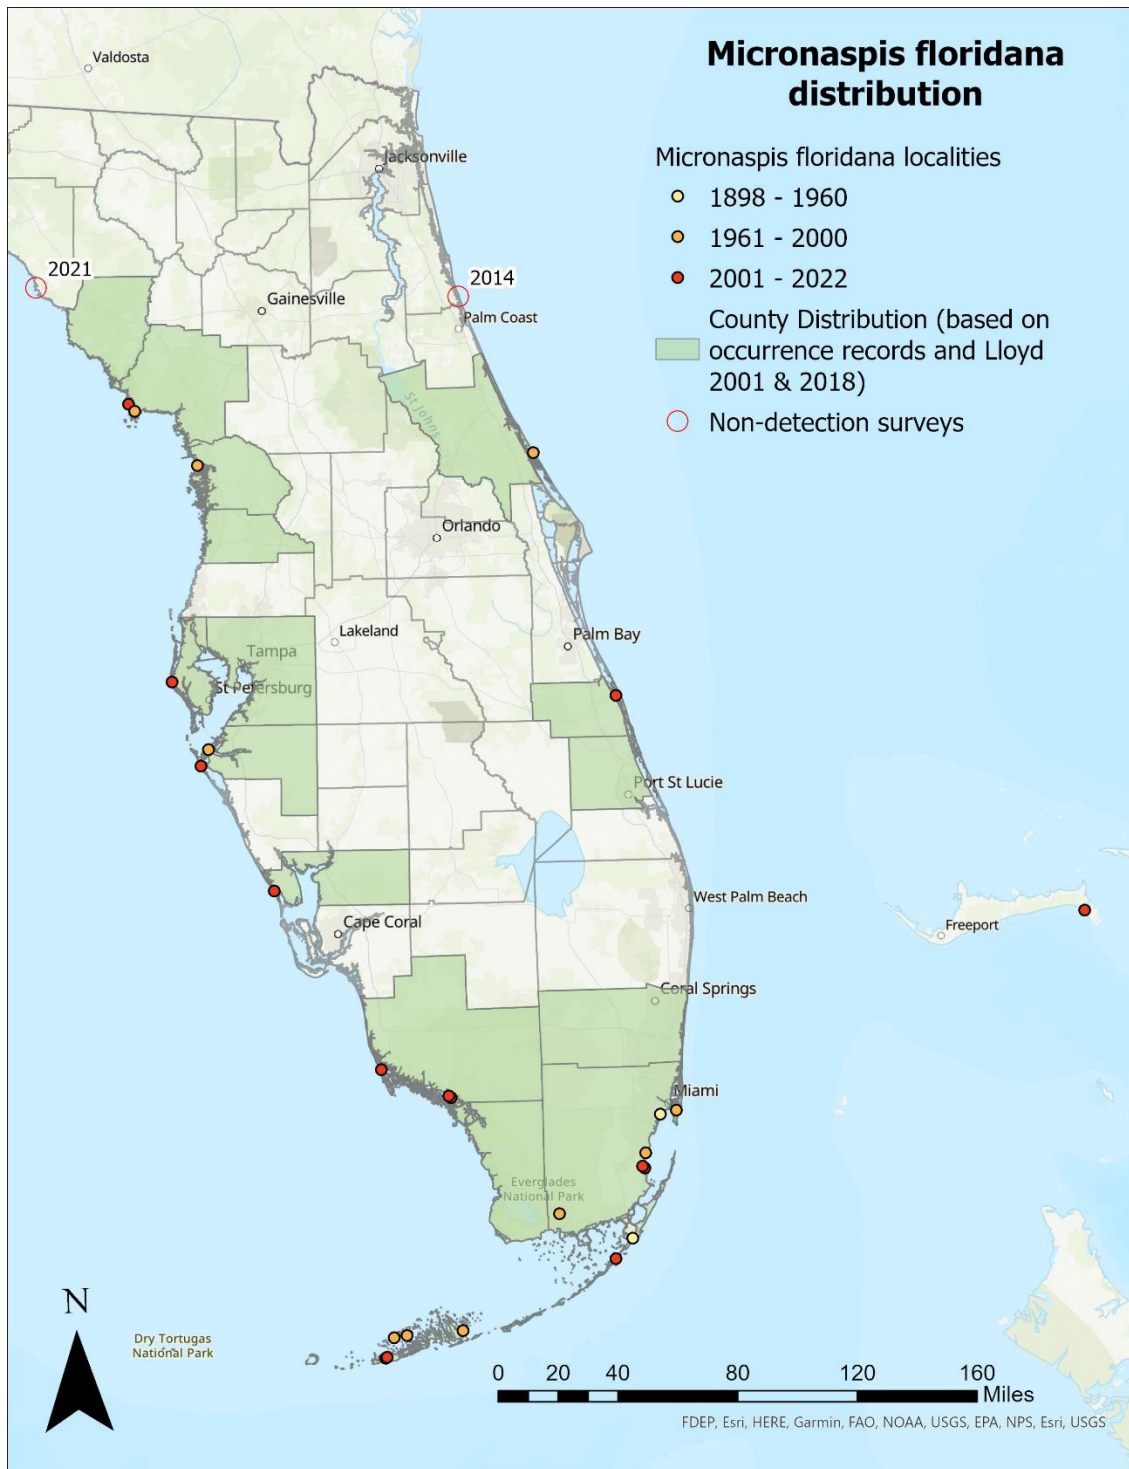 Micronaspis floridana
distribution
Micronaspis floridana localities
1898 - 1960
1961 - 2000
2001 - 2022
County Distribution (based on
occurrence records and Lloyd
2001 & 2018)
Non-detection surveys
Valdosta
Jacksonville
2021
2014
Gainesville
Palm Coast
St Johns
Orlando
Lakeland
Palm Bay
Tampa
St Petersburg
Port St Lucie
West Palm Beach
Freeport
Cape Coral
Coral Springs
Miami
Everglades
National Park
N
Dry Tortugas
National Park
0 20 40 80 120 160
Miles
FDEP, Esri, HERE, Garmin, FAO, NOAA, USGS, EPA, NPS, Esri, USGS